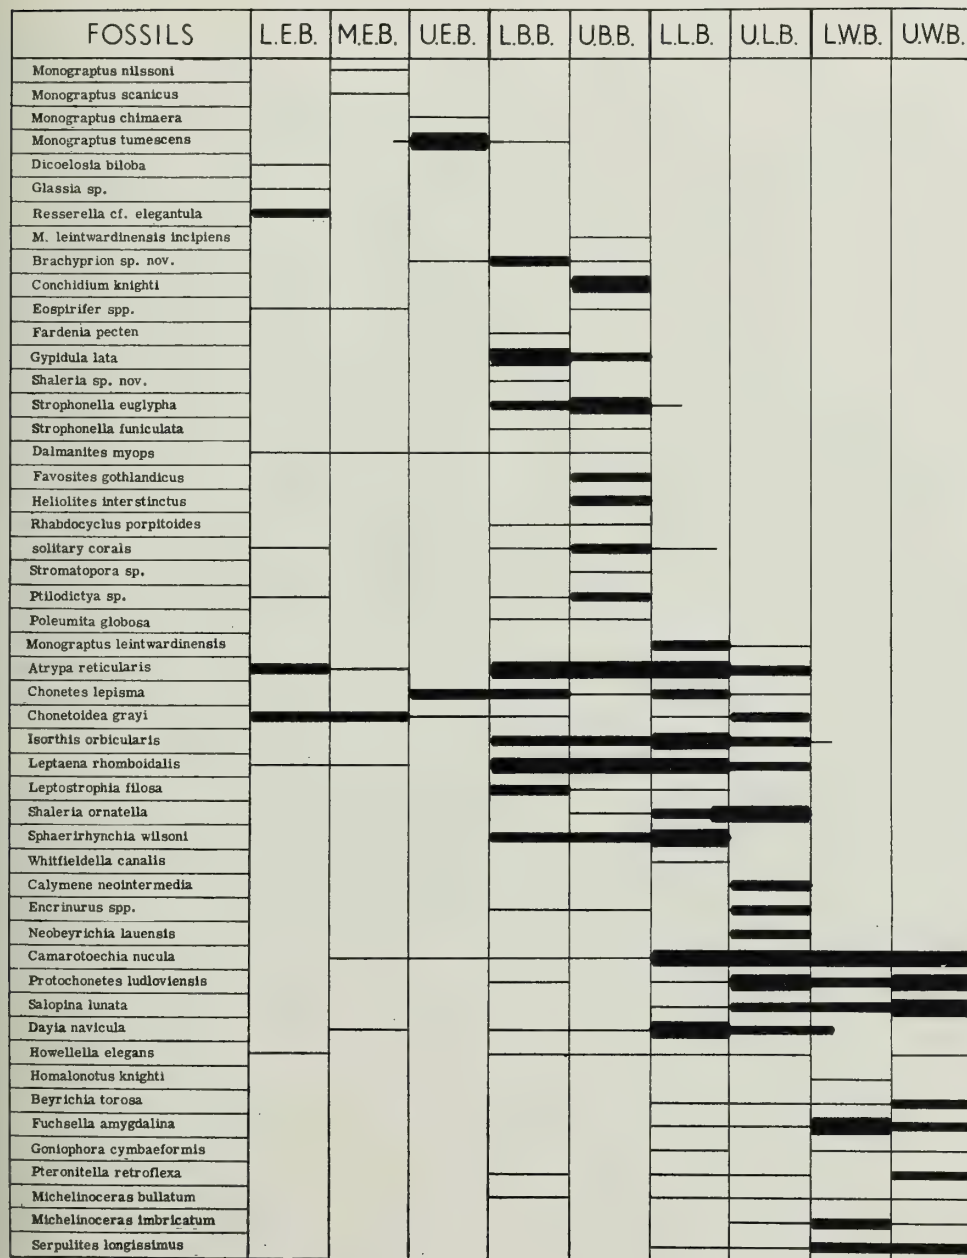 FOSSILS L.E.B. M.E.B. U.E.B. L.B.B. U.B.B. L.L.B. U.L.B. L.W.B. U.W.B.
Monograptus nilssoni
Monograptus scanicus
Monograptus chimaera
Monograptus tumescens
Dicoelosia biloba
Glassia sp.
Resserella cf. elegantula
M. leintwardinensis incipiens
Brachyprion sp. nov.
Conchidium knighti
Eospirifer spp.
Fardenia pecten
Gypidula lata
Shaleria sp. nov.
Strophonella euglypha
Strophonella funiculata
Dalmanites myops
Favosites gothlandicus
Heliolites interstinctus
Rhabdocyclus porpitoides
solitary corals
Stromatopora sp.
Ptilodictya sp.
Poleumita globosa
Monograptus leintwardinensis
Atrypa reticularis
Chonetes lepisma
Chonetoidea grayi
Isorthis orbicularis
Leptaena rhomboidalis
Leptostrophia filosa
Shaleria ornatella
Sphaerirhynchia wilsoni
Whitfieldella canalis
Calymene neointermedia
Encrinurus spp.
Neobeyrichia lauensis
Camarotoechia nucula
Protochonetes ludloviensis
Salopina lunata
Dayia navicula
Howellella elegans
Homalonotus knighti
Beyrichia torosa
Fuchsella amygdalina
Goniophora cymbaeformis
Pteronitella retroflexa
Michelinoceras bullatum
Michelinoceras imbricatum
Serpulites longissimus